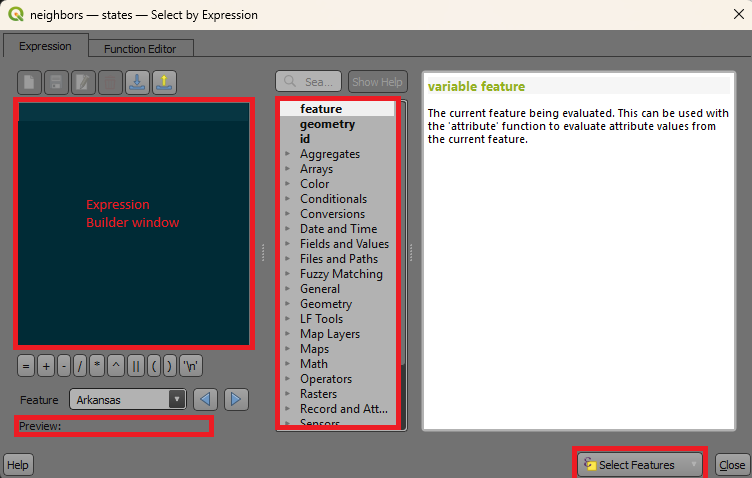 neighbors — states — Select by Expression
Expression
Function Editor
Sea...
Show Help
Expression
Builder window
= + - / * ^ || ( ) '\n'
Feature
Arkansas
Preview:
feature
geometry
id
Aggregates
Arrays
Color
Conditionals
Conversions
Date and Time
Fields and Values
Files and Paths
Fuzzy Matching
General
Geometry
LF Tools
Map Layers
Maps
Math
Operators
Rasters
Record and Att...
Sensors
variable feature
The current feature being evaluated. This can be used with
the 'attribute' function to evaluate attribute values from
the current feature.
Help
Select Features
Close